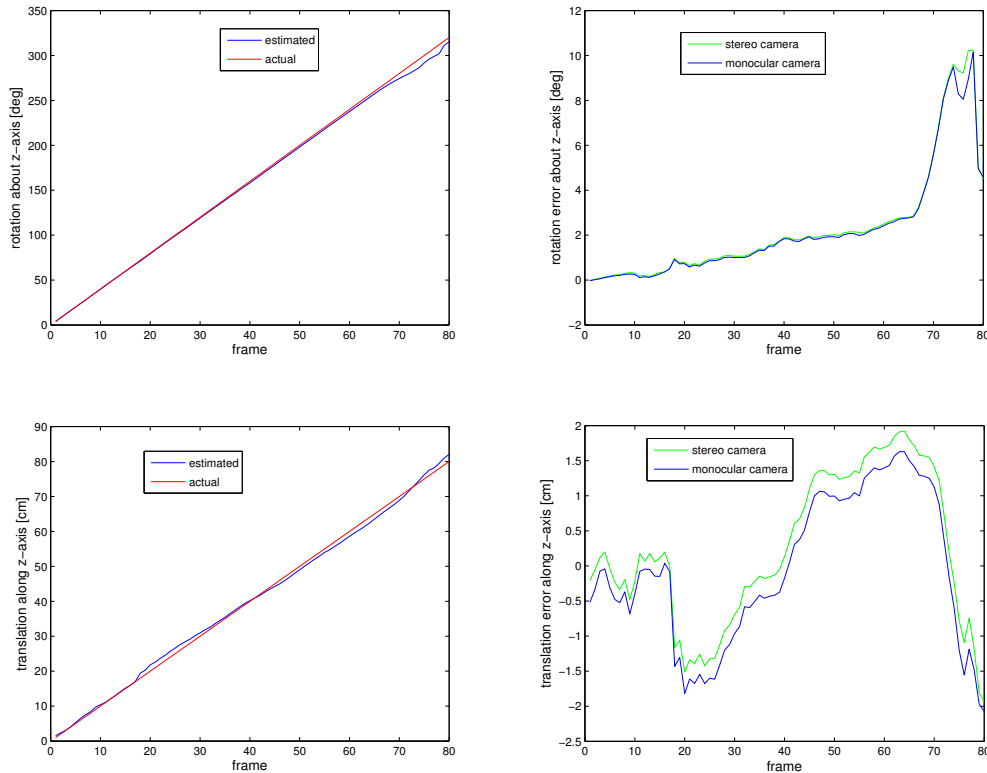 350
300
250
200
150
100
50
0
0 10 20 30 40 50 60 70 80
rotation about z−axis [deg]
frame
estimated
actual
12
10
8
6
4
2
0
−2
0 10 20 30 40 50 60 70 80
rotation error about z−axis [deg]
frame
stereo camera
monocular camera
90
80
70
60
50
40
30
20
10
0
0 10 20 30 40 50 60 70 80
translation along z−axis [cm]
frame
estimated
actual
2
1.5
1
0.5
0
−0.5
−1
−1.5
−2
−2.5
0 10 20 30 40 50 60 70 80
translation error along z−axis [cm]
frame
stereo camera
monocular camera